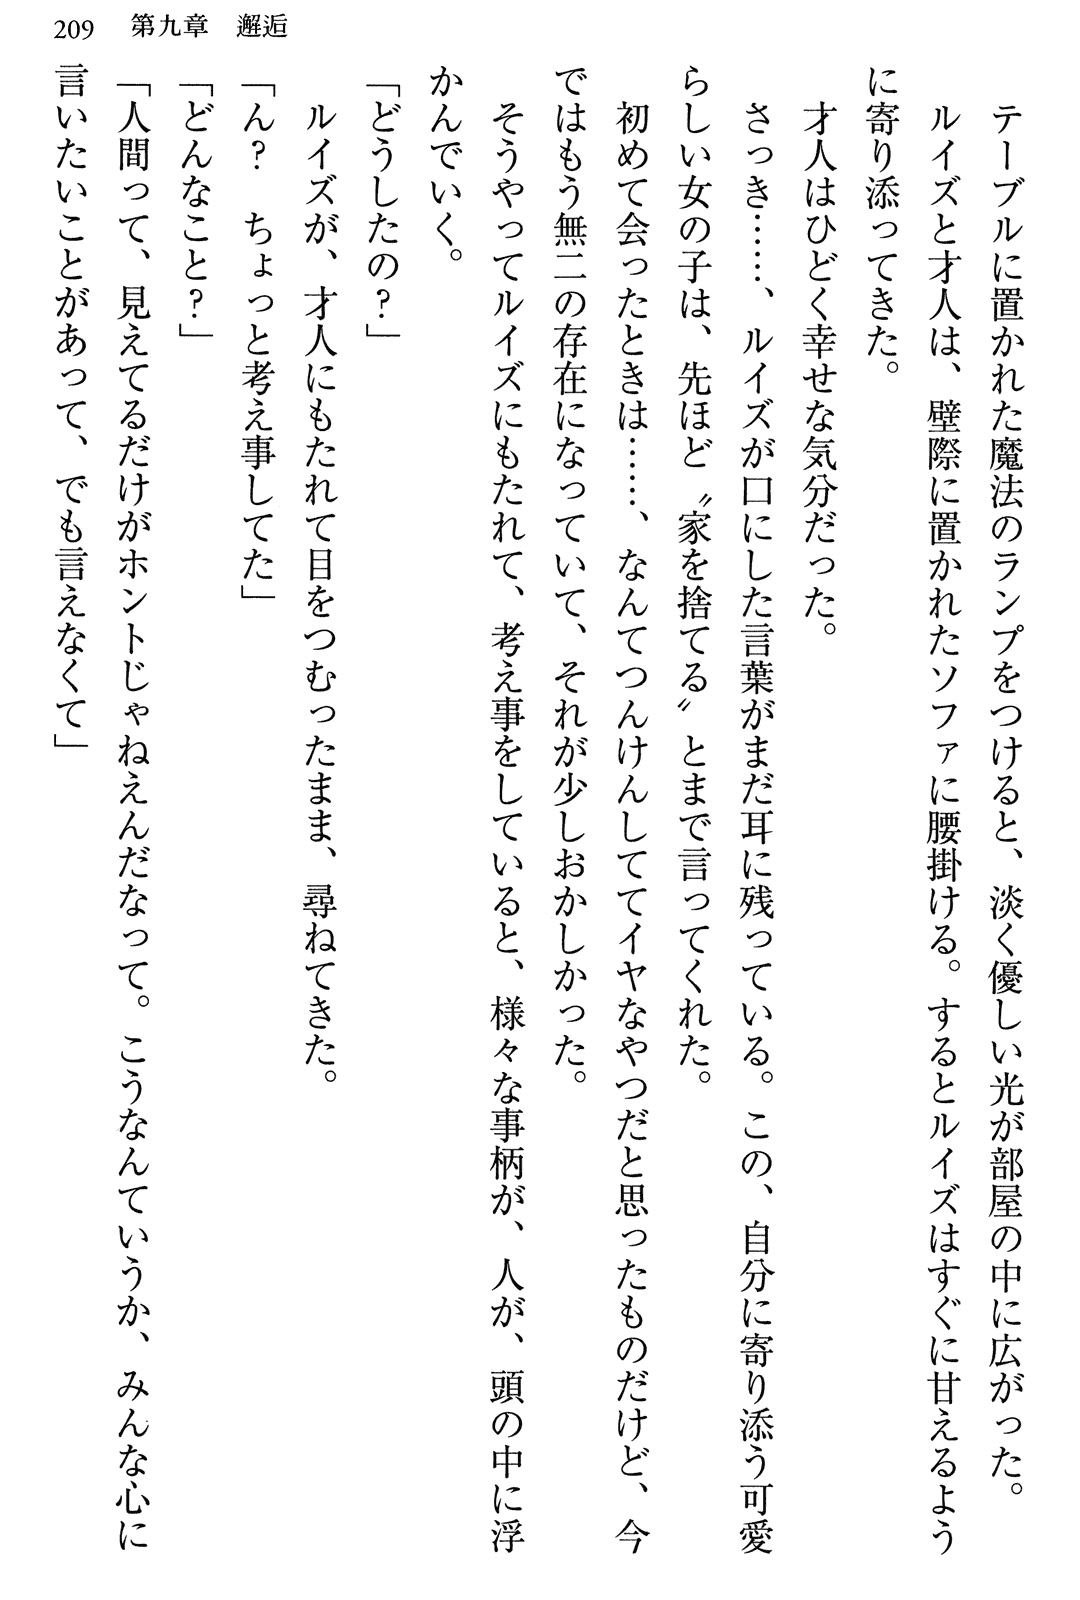 209　第九章　邂逅
　テーブルに置かれた魔法のランプをつけると、淡く優しい光が部屋の中に広がった。
　ルイズと才人は、壁際に置かれたソファに腰掛ける。するとルイズはすぐに甘えるよう
に寄り添ってきた。
　才人はひどく幸せな気分だった。
　さっき……、ルイズが口にした言葉がまだ耳に残っている。この、自分に寄り添う可愛
らしい女の子は、先ほど〝家を捨てる〟とまで言ってくれた。
　初めて会ったときは……、なんてつんけんしててイヤなやつだと思ったものだけど、今
ではもう無二の存在になっていて、それが少しおかしかった。
　そうやってルイズにもたれて、考え事をしていると、様々な事柄が、人が、頭の中に浮
かんでいく。
「どうしたの？」
　ルイズが、才人にもたれて目をつむったまま、尋ねてきた。
「ん？　ちょっと考え事してた」
「どんなこと？」
「人間って、見えてるだけがホントじゃねえんだなって。こうなんていうか、みんな心に
言いたいことがあって、でも言えなくて」